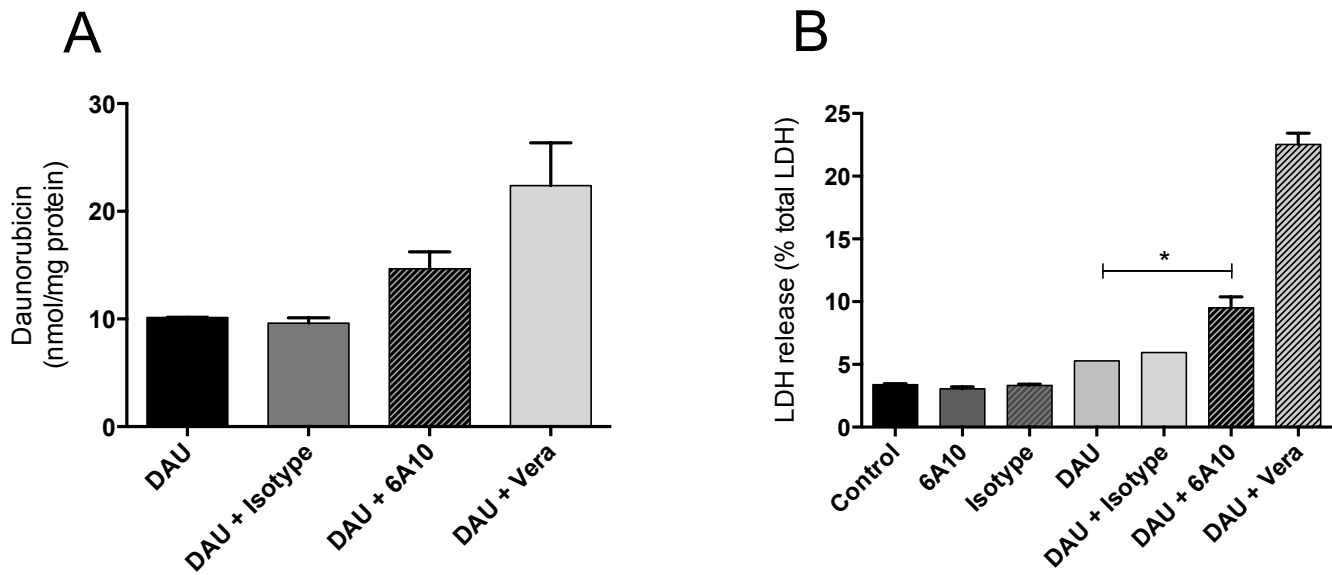 A
Daunorubicin
(nmol/mg protein)
30
20
10
0
DAU
DAU + Isotype
DAU + 6A10
DAU + Vera
B
LDH release (% total LDH)
25
20
15
10
5
0
*
Control
6A10
Isotype
DAU
DAU + Isotype
DAU + 6A10
DAU + Vera